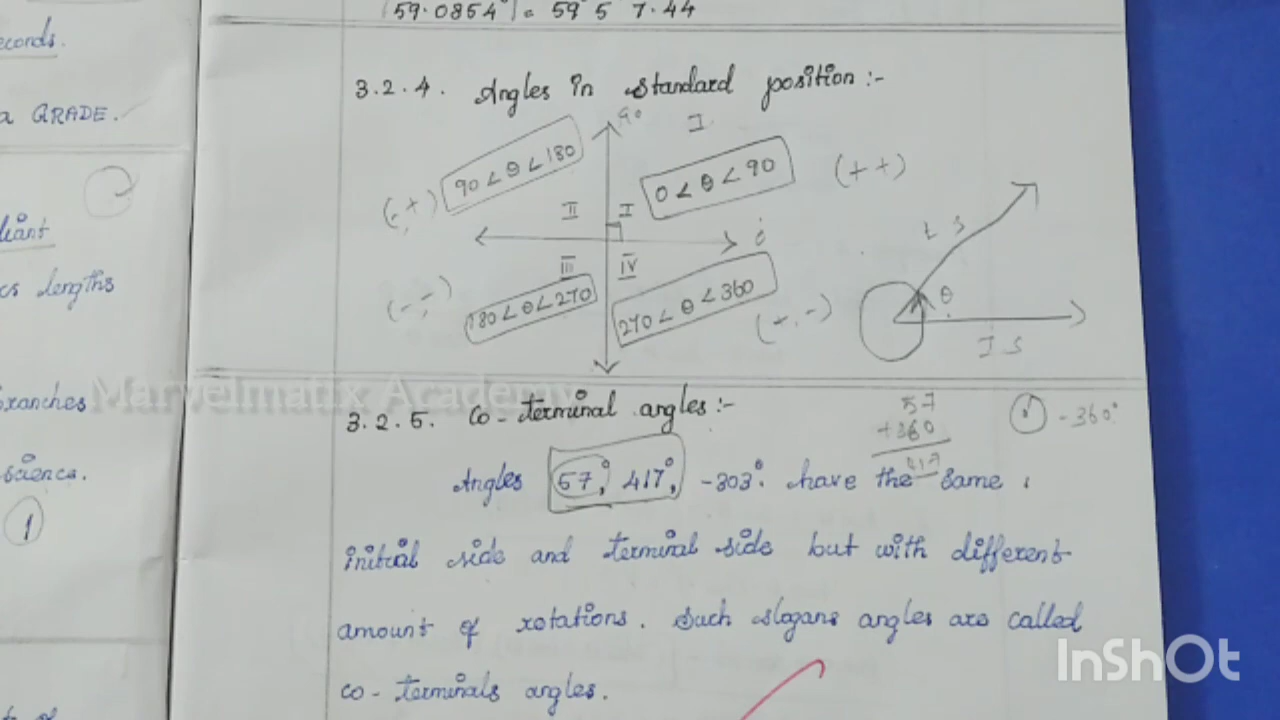 (59.0854°) = 59° 5' 7.44
econds.
a GRADE.
3.2.4. Angles in standard position :-
90
I
90 < θ < 180
0 < θ < 90
(-,+)
(+ +)
II
I
0
III
IV
(-,-)
180 < θ < 270
270 < θ < 360
(+,-)
t s
θ
I S
diant
lengths
branches
science.
1
Marvelmatix Academy
3.2.5. Co-terminal angles :-
57
+360
417
-360°
Angles 57°, 417°, -303°. have the same
initial side and terminal side but with different
amount of rotations. Such slogans angles are called
co-terminals angles.
InShOt